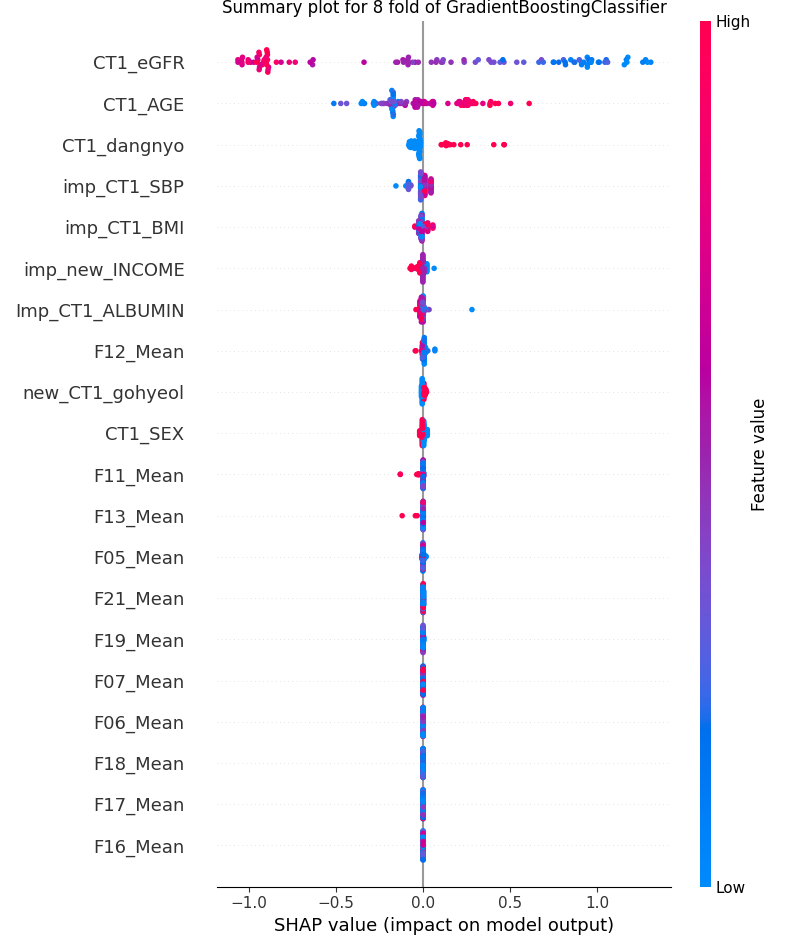 Summary plot for 8 fold of GradientBoostingClassifier
High
CT1_eGFR
CT1_AGE
CT1_dangnyo
imp_CT1_SBP
imp_CT1_BMI
imp_new_INCOME
Imp_CT1_ALBUMIN
F12_Mean
new_CT1_gohyeol
CT1_SEX
F11_Mean
F13_Mean
F05_Mean
F21_Mean
F19_Mean
F07_Mean
F06_Mean
F18_Mean
F17_Mean
F16_Mean
Feature value
Low
−1.0 −0.5 0.0 0.5 1.0
SHAP value (impact on model output)